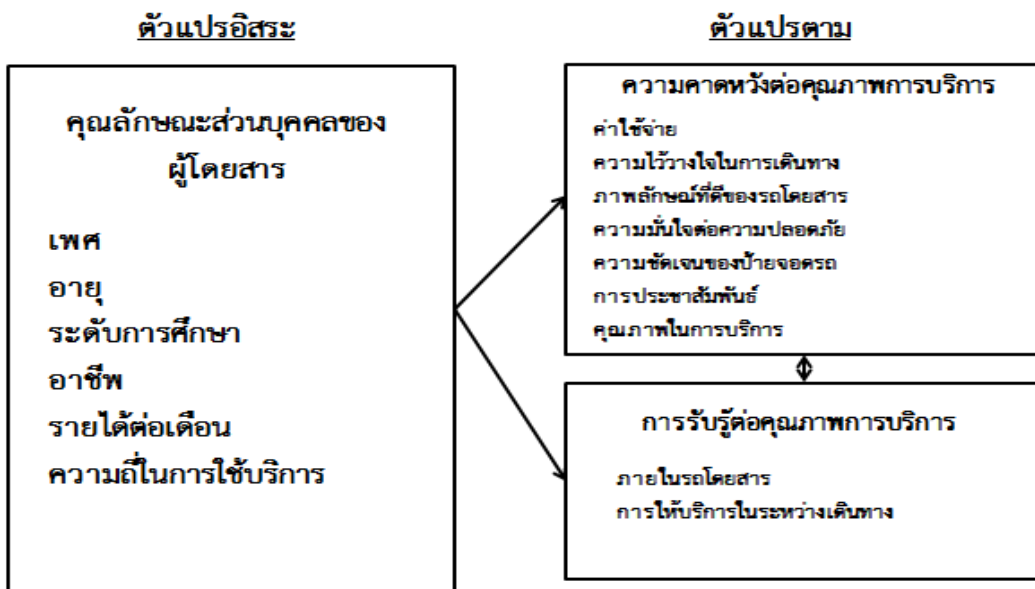 ตัวแปรอิสระ
คุณลักษณะส่วนบุคคลของ
ผู้โดยสาร
เพศ
อายุ
ระดับการศึกษา
อาชีพ
รายได้ต่อเดือน
ความถี่ในการใช้บริการ
ตัวแปรตาม
ความคาดหวังต่อคุณภาพการบริการ
ค่าใช้จ่าย
ความไว้วางใจในการเดินทาง
ภาพลักษณ์ที่ดีของรถโดยสาร
ความมั่นใจต่อความปลอดภัย
ความชัดเจนของป้ายจอดรถ
การประชาสัมพันธ์
คุณภาพในการบริการ
การรับรู้ต่อคุณภาพการบริการ
ภายในรถโดยสาร
การให้บริการในระหว่างเดินทาง